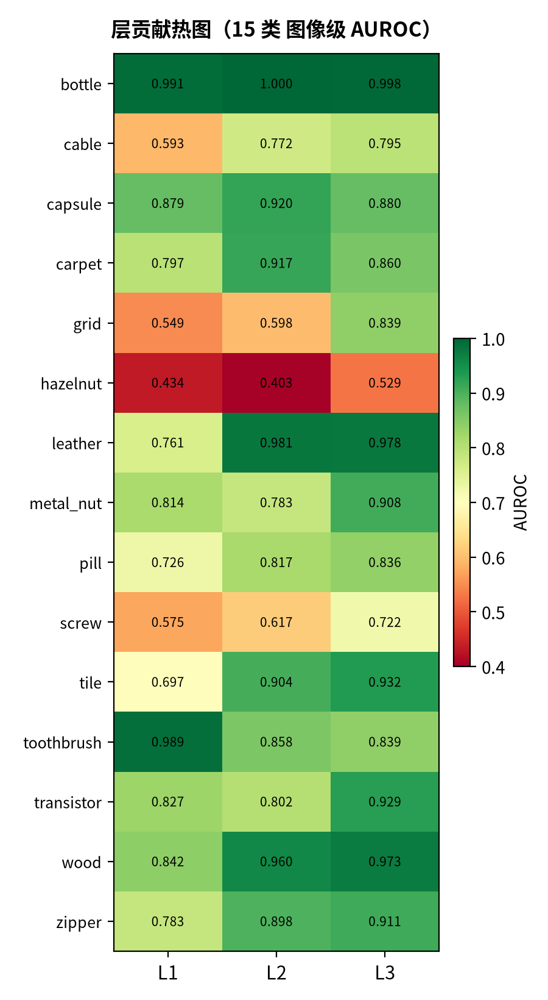 层贡献热图（15 类 图像级 AUROC）
bottle 0.991 1.000 0.998
cable 0.593 0.772 0.795
capsule 0.879 0.920 0.880
carpet 0.797 0.917 0.860
grid 0.549 0.598 0.839
hazelnut 0.434 0.403 0.529
leather 0.761 0.981 0.978
metal_nut 0.814 0.783 0.908
pill 0.726 0.817 0.836
screw 0.575 0.617 0.722
tile 0.697 0.904 0.932
toothbrush 0.989 0.858 0.839
transistor 0.827 0.802 0.929
wood 0.842 0.960 0.973
zipper 0.783 0.898 0.911
L1 L2 L3
1.0
0.9
0.8
0.7
0.6
0.5
0.4
AUROC